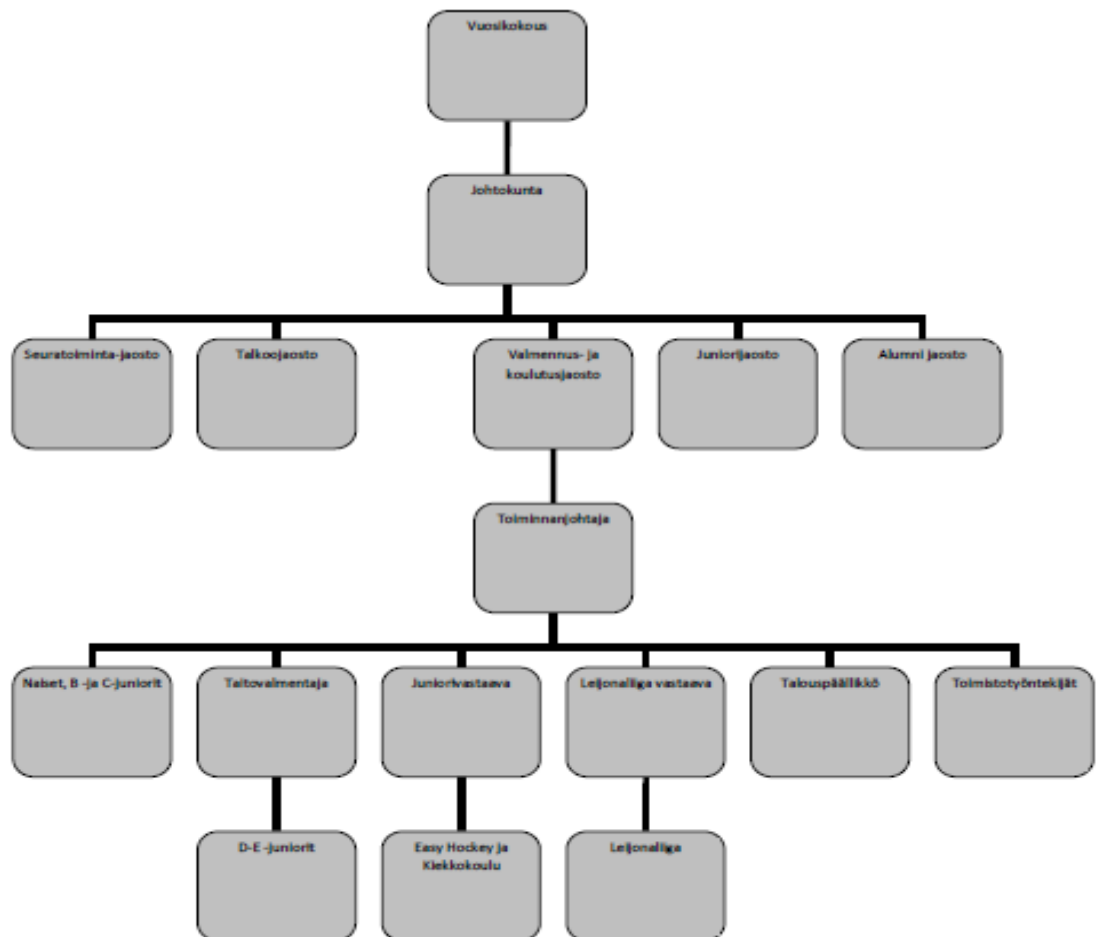 Vuosikokous
Johtokunta
Seuratoiminta-jaosto
Talkoojaosto
Valmennus- ja
koulutusjaosto
Juniorijaosto
Alumni jaosto
Toiminnanjohtaja
Naiset, B -ja C-juniorit
Taitovalmentaja
Juniorivastaava
Leijonaliiga vastaava
Talouspäällikkö
Toimistotyöntekijät
D-E -juniorit
Easy Hockey ja
Kiekkokoulu
Leijonaliiga